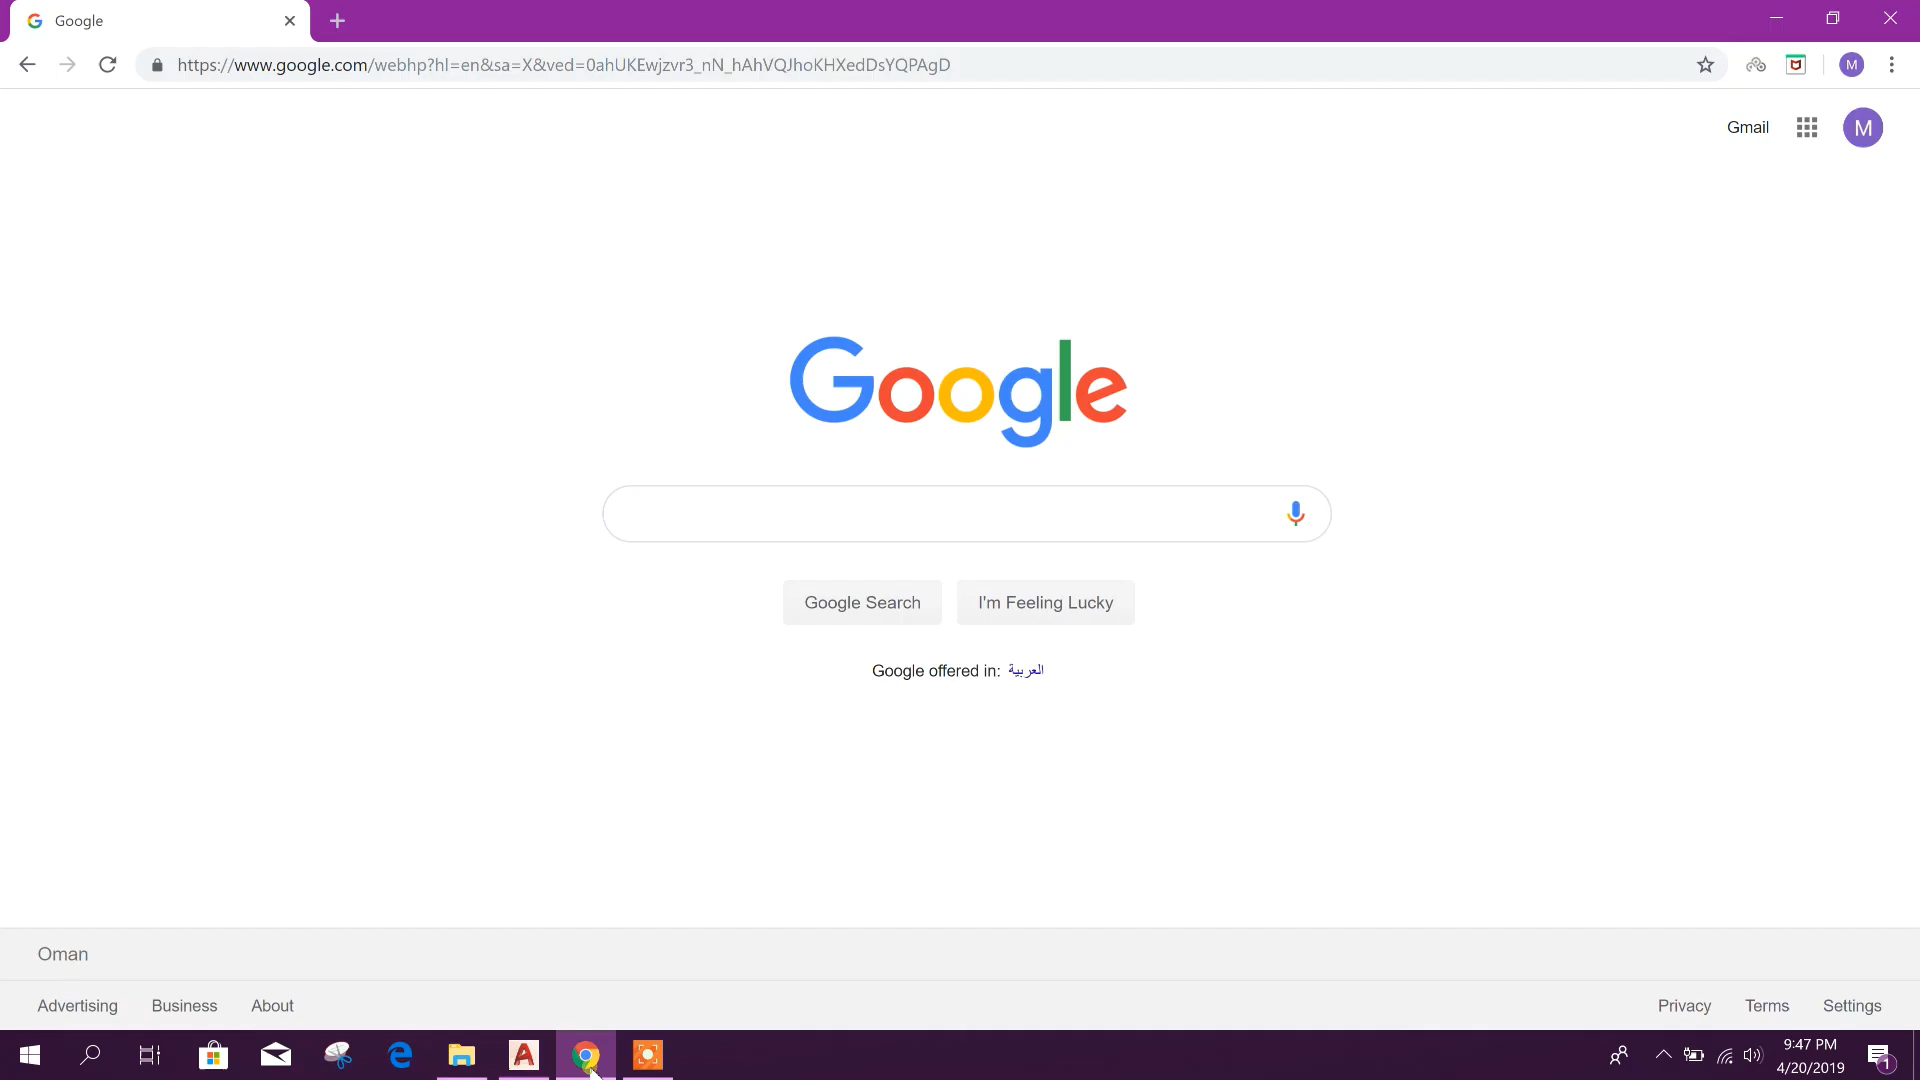 Google
https://www.google.com/webhp?hl=en&sa=X&ved=0ahUKEwjzvr3_nN_hAhVQJhoKHXedDsYQPAgD
M
Gmail
M
Google
Google Search
I'm Feeling Lucky
Google offered in: العربية
Oman
Advertising
Business
About
Privacy
Terms
Settings
9:47 PM
4/20/2019
1